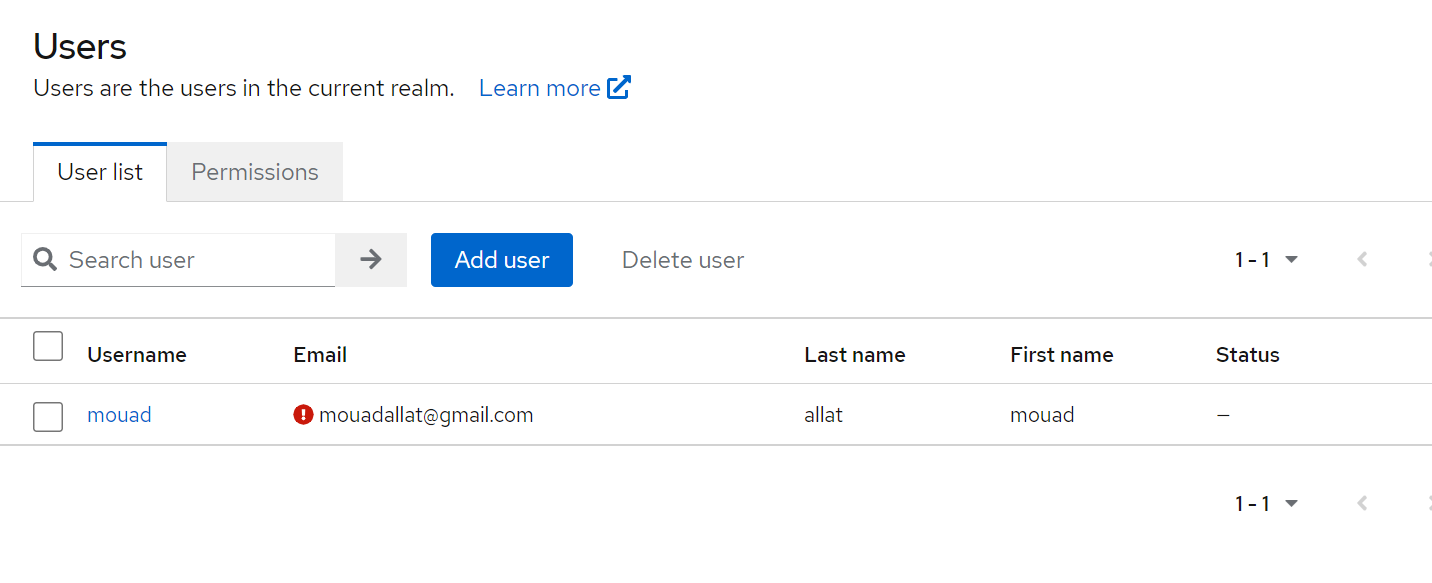 Users
Users are the users in the current realm. Learn more
User list Permissions
Search user Add user Delete user 1 - 1
Username Email Last name First name Status
mouad mouadallat@gmail.com allat mouad –
1 - 1